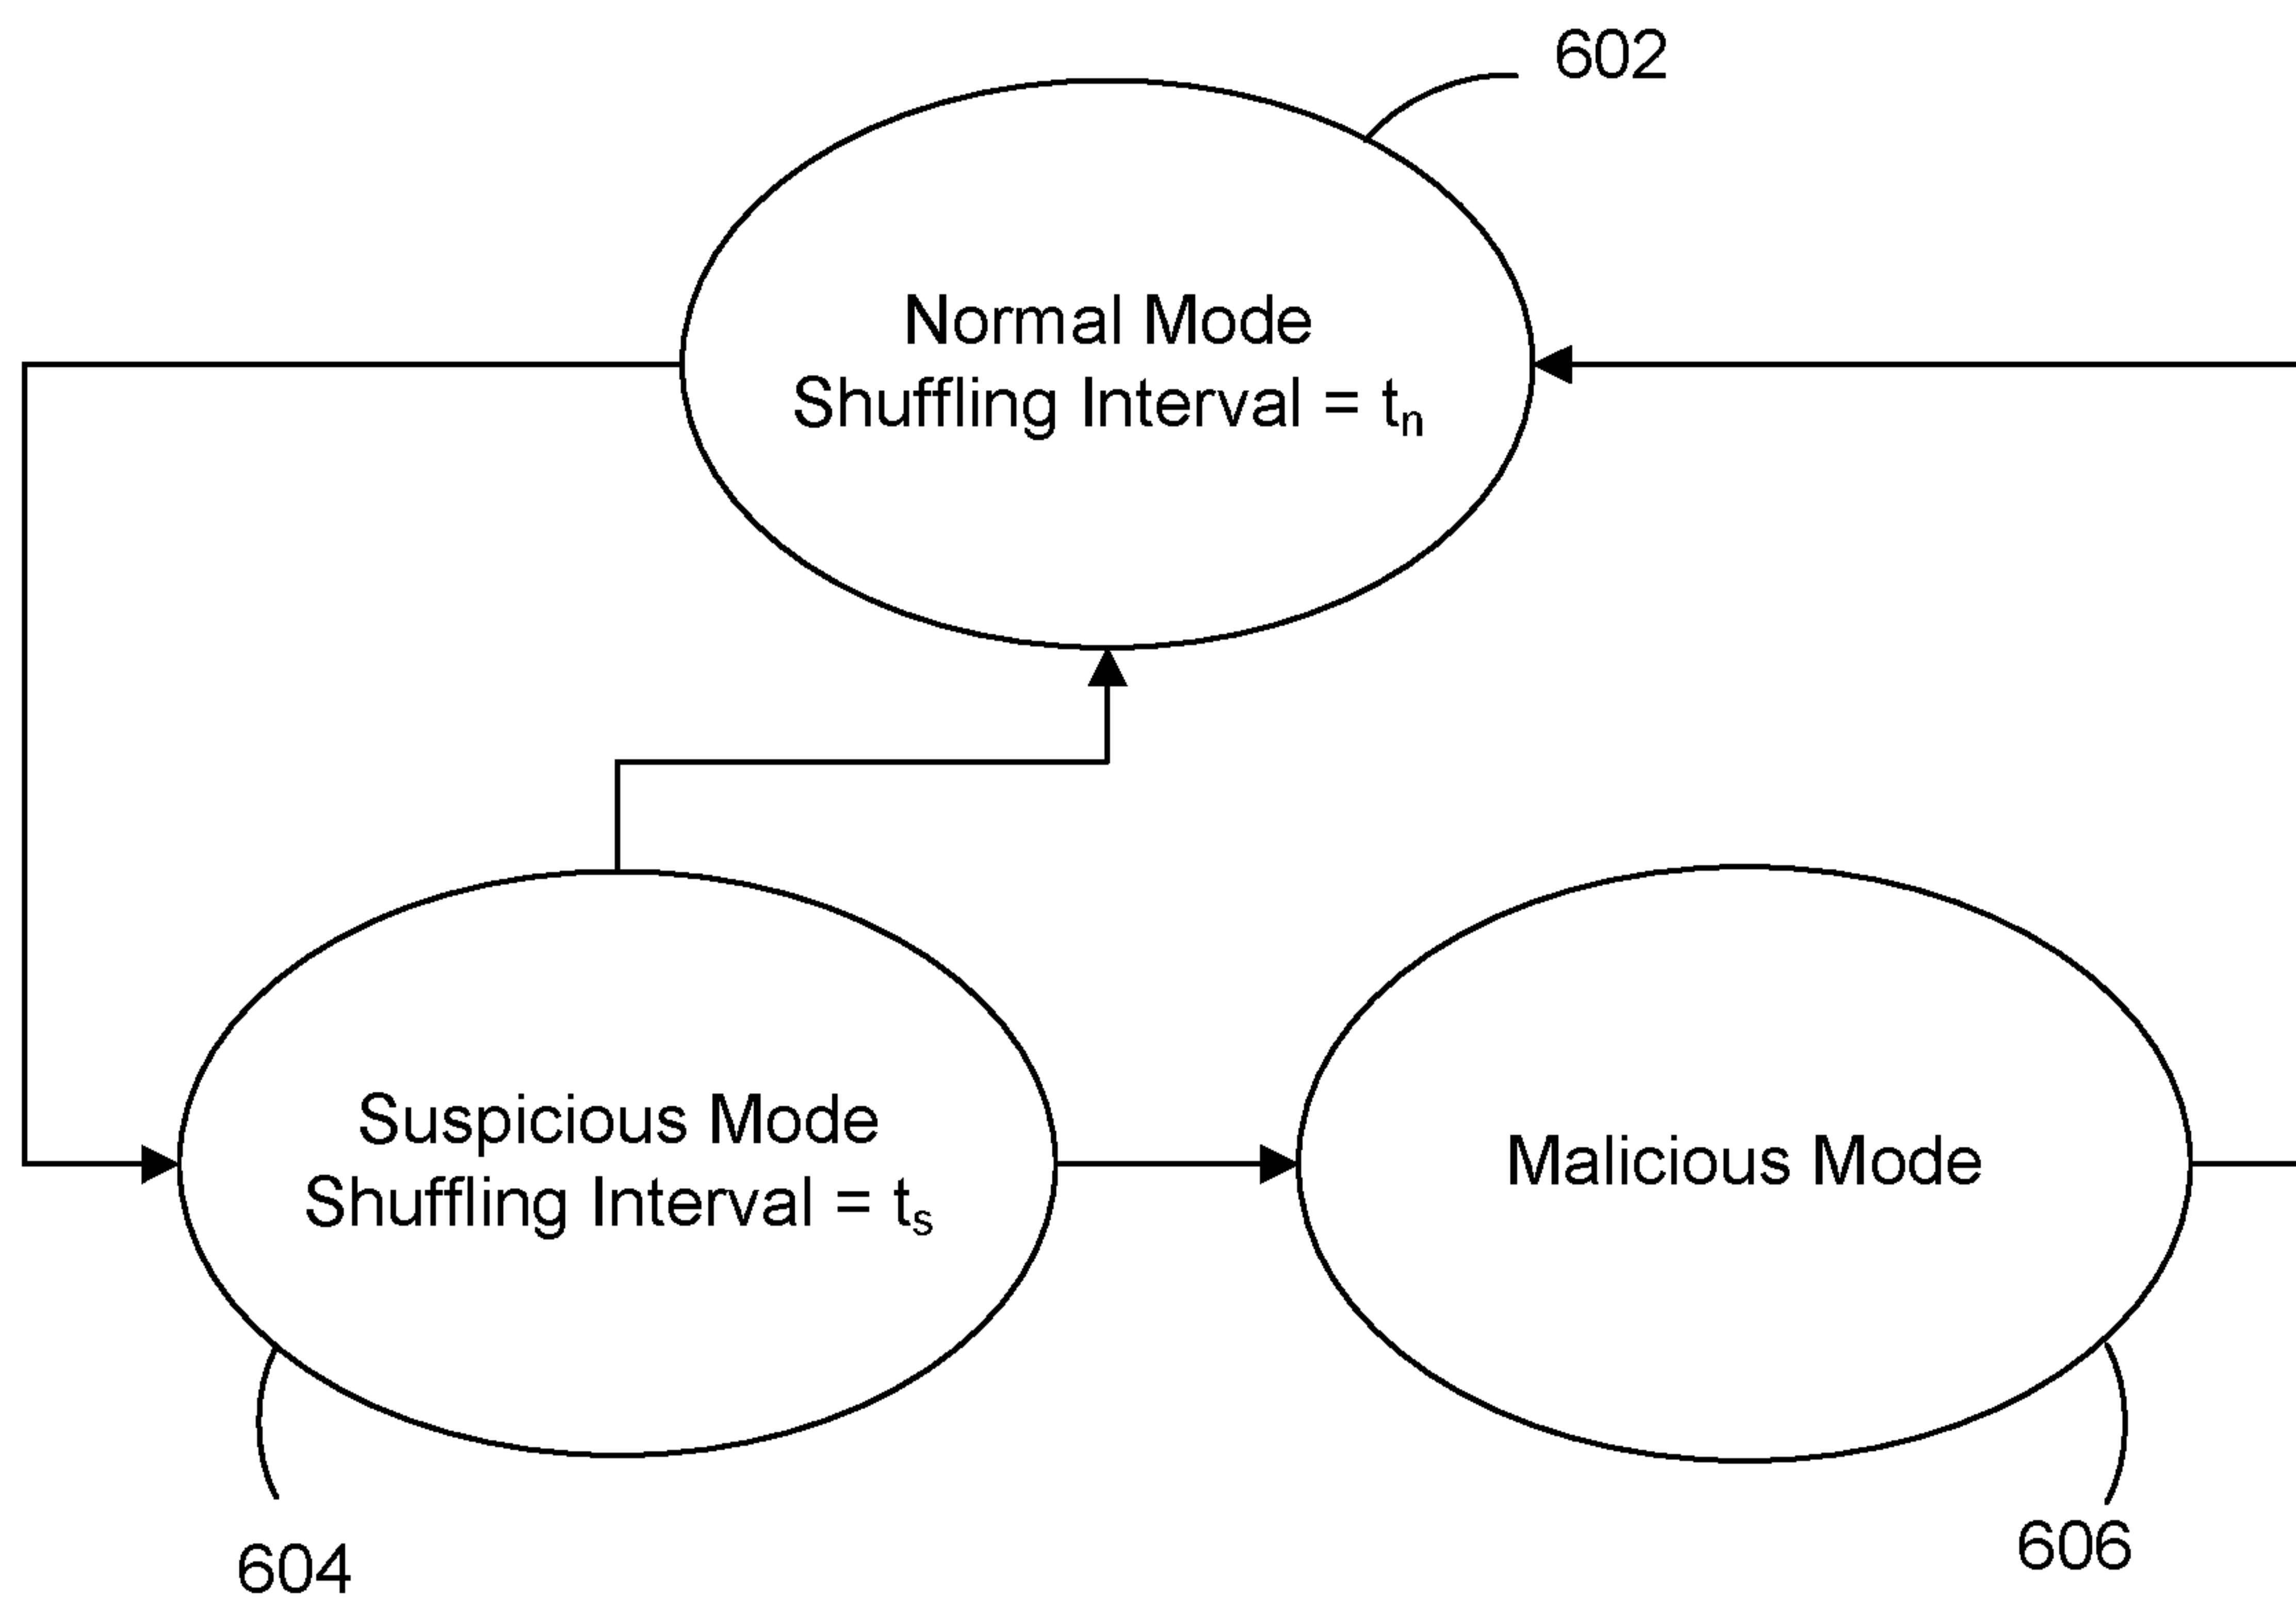 602
Normal Mode
Shuffling Interval = tn
Suspicious Mode
Shuffling Interval = ts
Malicious Mode
604
606